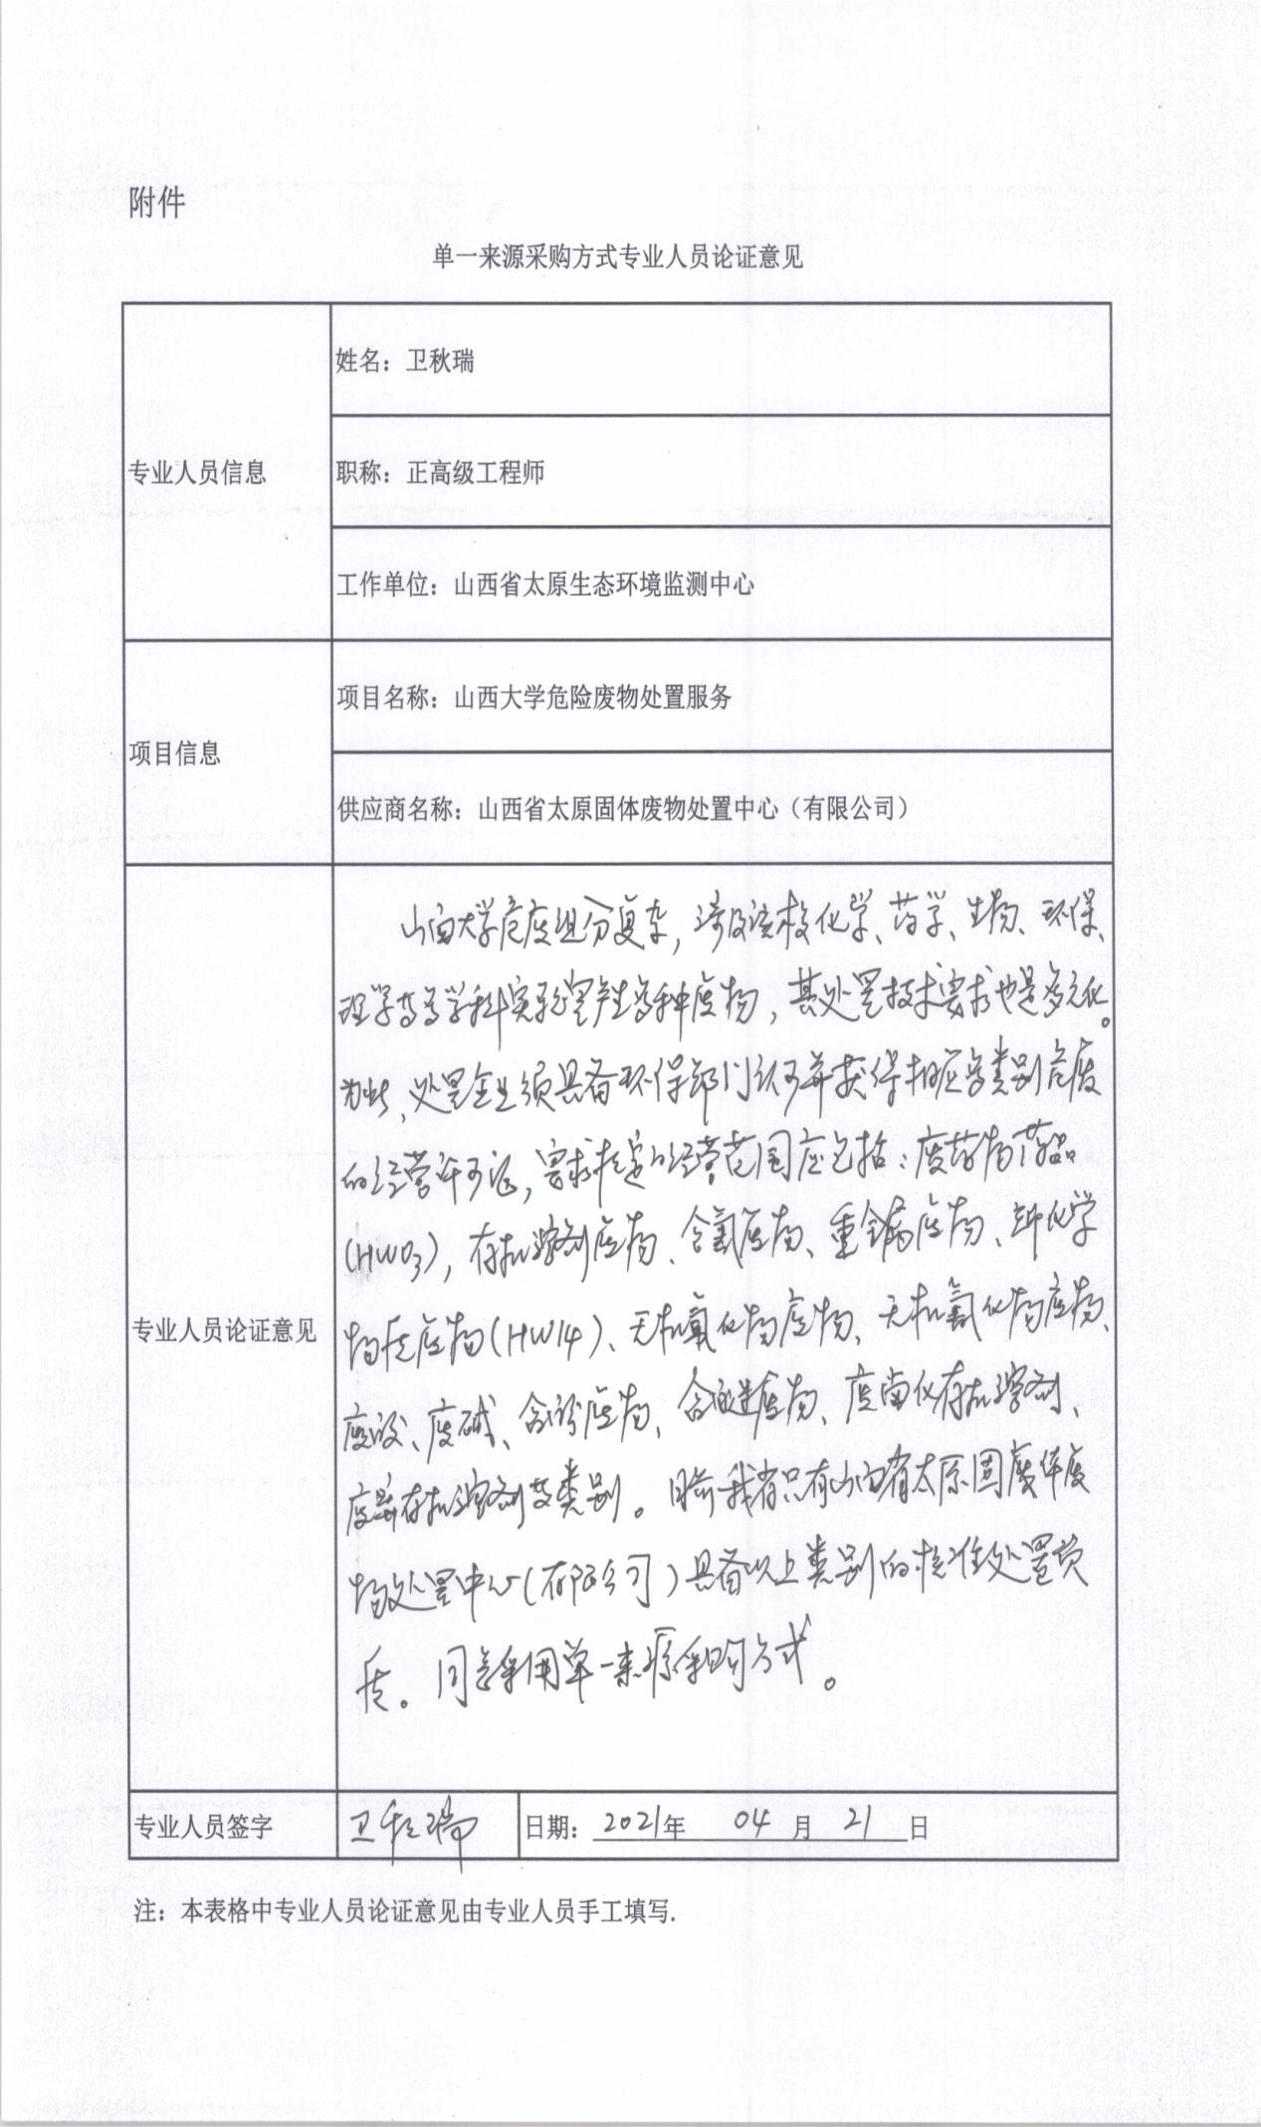 附件
单一来源采购方式专业人员论证意见
专业人员信息
姓名：卫秋瑞
职称：正高级工程师
工作单位：山西省太原生态环境监测中心
项目信息
项目名称：山西大学危险废物处置服务
供应商名称：山西省太原固体废物处置中心（有限公司）
专业人员论证意见
山西大学危废组分复杂，涉及该校化学、药学、生物、环保、
理学等多学科实验室产生多种废物，其处置技术要求也是多元化。
为此，处置企业须具备环保部门认可并获得相应多类别危废
的经营许可证，要求核定的经营范围应包括：废药物药品
（HW03），有机溶剂废物、含氰废物、重金属废物、新化学
物质废物（HW14）、无机氟化物废物、无机氰化物废物、
废酸、废碱、含酚废物、含醚废物、废卤化有机溶剂、
废有机溶剂等类别。目前我省只有山西省太原固废体废
物处置中心（有限公司）具备以上类别的核准处置资
质。同意采用单一来源采购方式。
专业人员签字
卫秋瑞
日期：2021年 04 月 21 日
注：本表格中专业人员论证意见由专业人员手工填写.